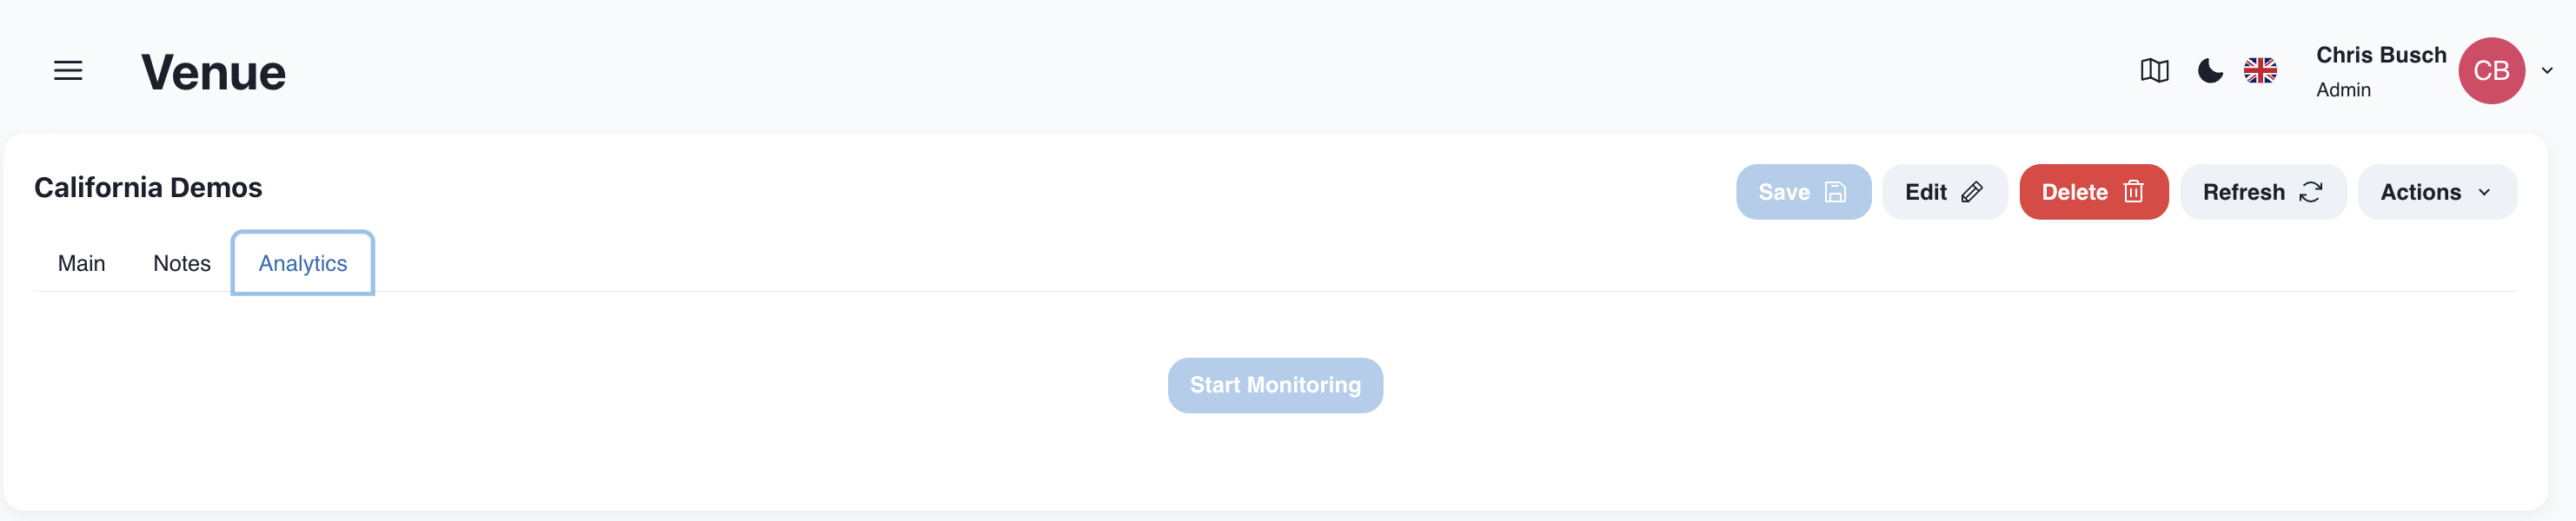 Venue
Chris Busch
Admin
CB
California Demos
Save
Edit
Delete
Refresh
Actions
Main
Notes
Analytics
Start Monitoring